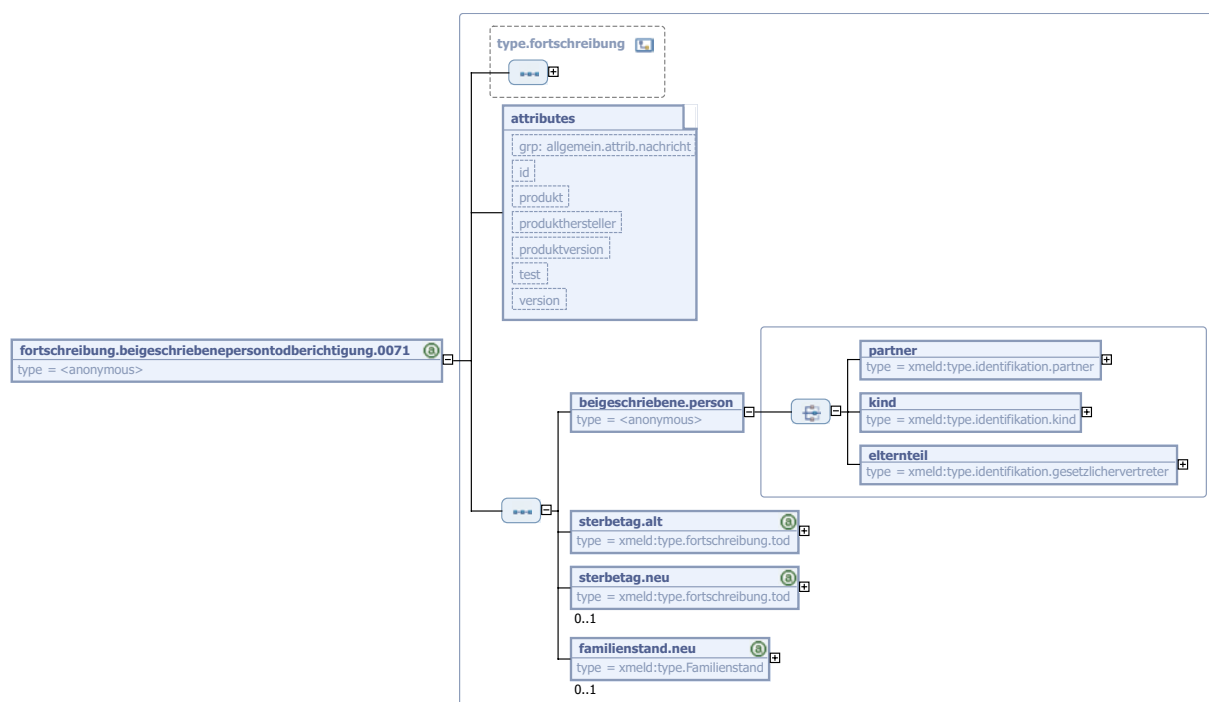 type.fortschreibung
attributes
grp: allgemein.attrib.nachricht
id
produkt
produkthersteller
produktversion
test
version
fortschreibung.beigeschriebenepersontodberichtigung.0071 a
type = <anonymous>
beigeschriebene.person
type = <anonymous>
partner
type = xmeld:type.identifikation.partner
kind
type = xmeld:type.identifikation.kind
elternteil
type = xmeld:type.identifikation.gesetzlichervertreter
sterbetag.alt a
type = xmeld:type.fortschreibung.tod
sterbetag.neu a
type = xmeld:type.fortschreibung.tod
0..1
familienstand.neu a
type = xmeld:type.Familienstand
0..1